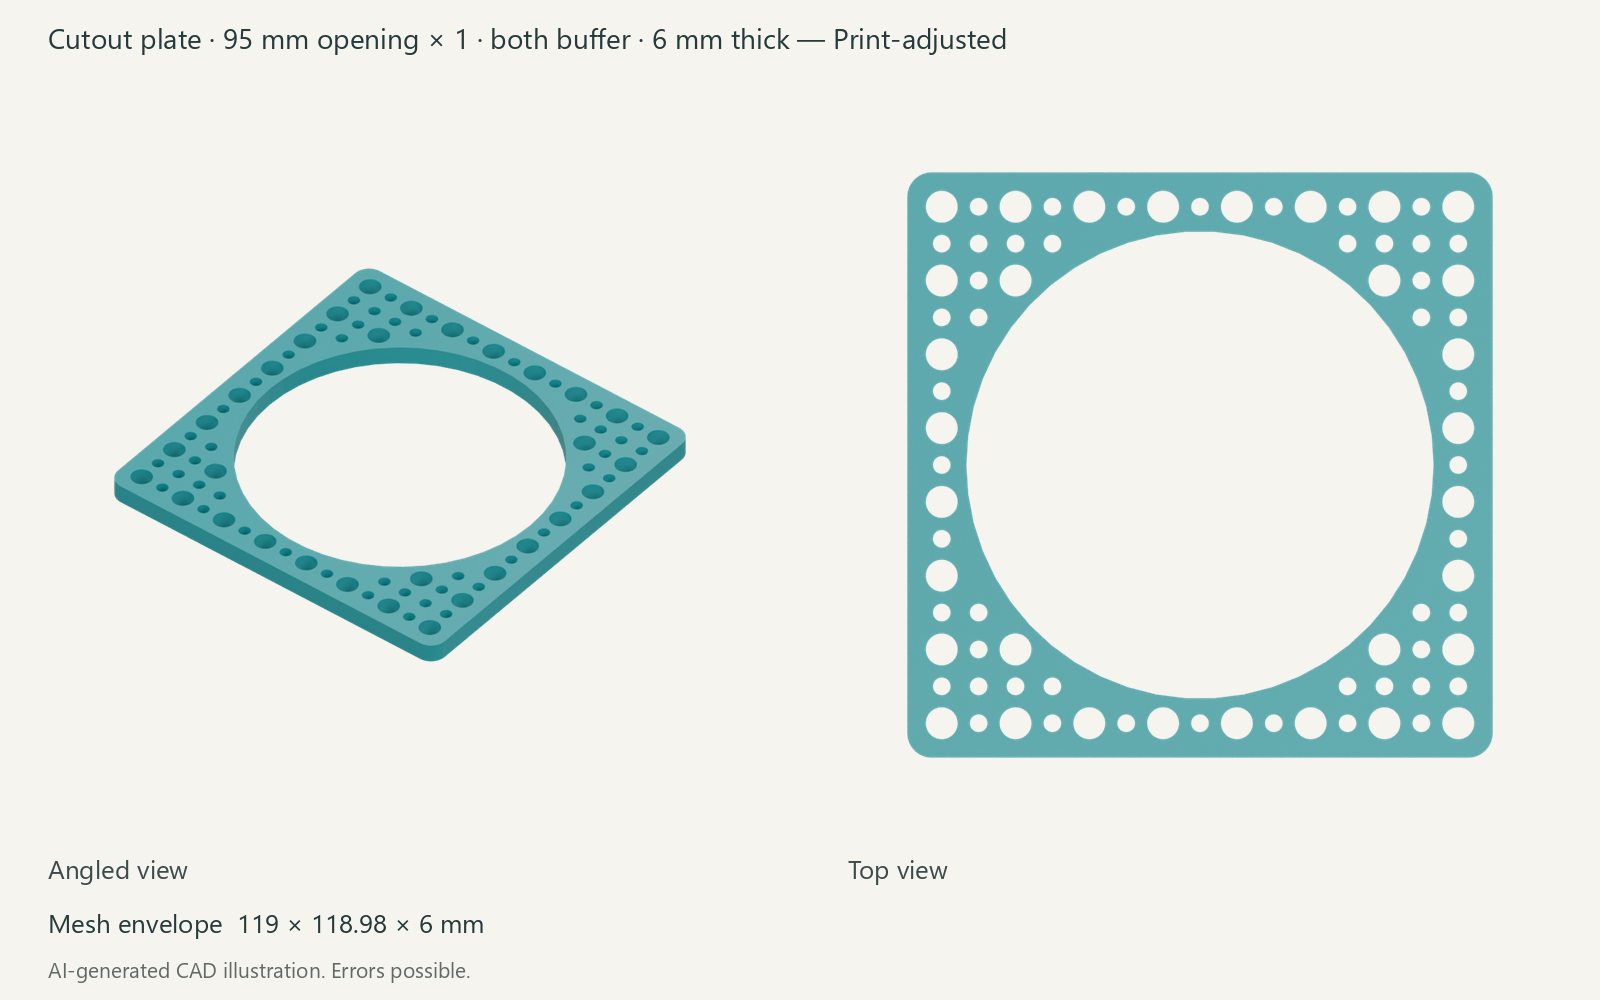 Cutout plate · 95 mm opening × 1 · both buffer · 6 mm thick — Print-adjusted
Angled view
Top view
Mesh envelope 119 × 118.98 × 6 mm
AI-generated CAD illustration. Errors possible.